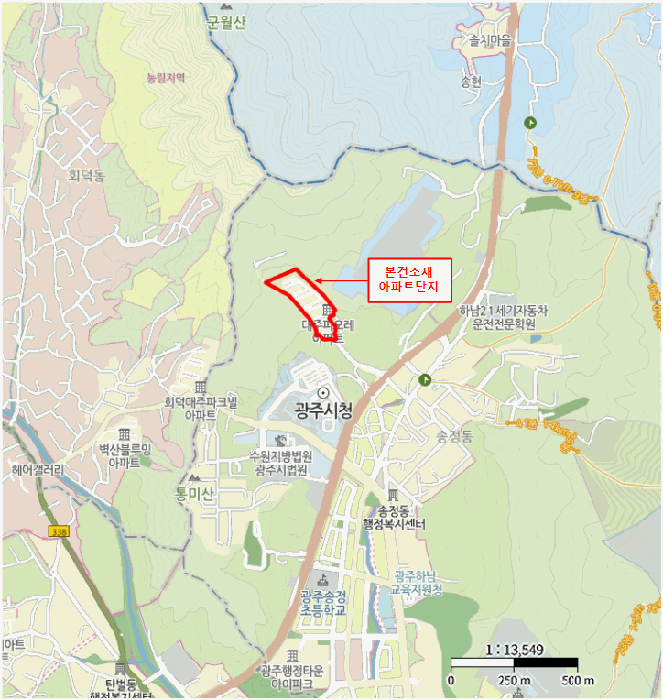 군월산
슬시마을
송현
농림지역
회덕동
본건소재
아파트단지
하남21세기자동차
운전전문학원
대주파오레
아파트
회덕대주파크빌
아파트
광주시청
벽산블루밍
아파트
헤어갤러리
수원지방법원
광주시법원
송정동
통미산
송정동
행정복지센터
338
광주송정
초등학교
광주하남
교육지원청
1:13,549
0
250 m
500 m
광주행정타운
아이파크
탄벌동
행정복지센터